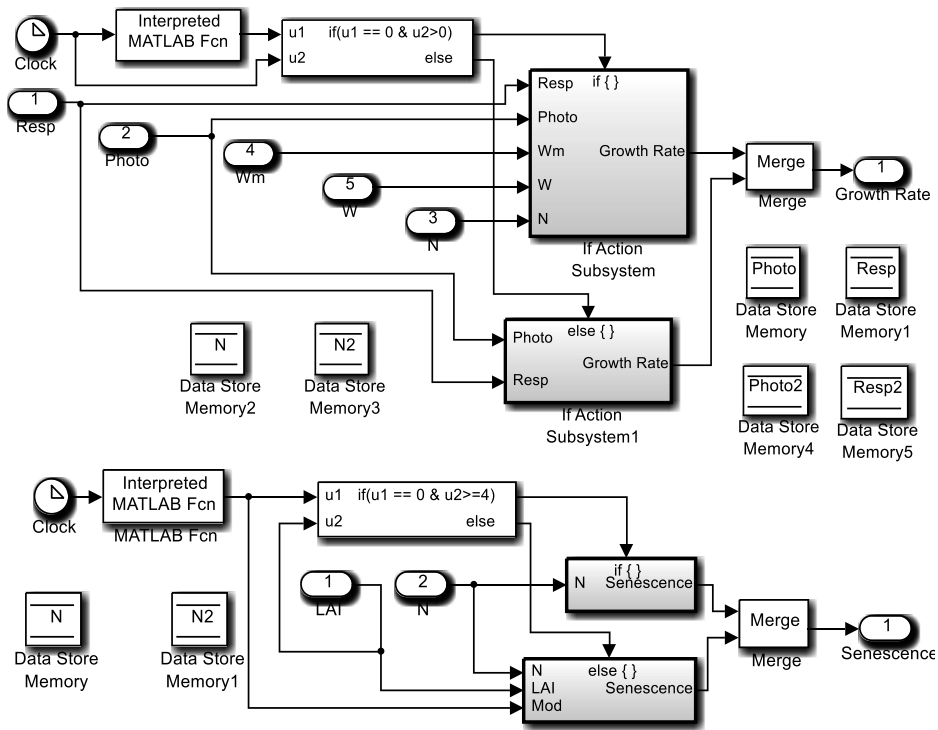 Interpreted
MATLAB Fcn
u1 if(u1 == 0 & u2>0)
u2 else
Clock
1
Resp
2
Photo
4
Wm
5
W
3
N
if { }
Resp
Photo
Wm
W
N
Growth Rate
If Action
Subsystem
Merge
Merge
1
Growth Rate
else { }
Photo
Resp
Growth Rate
If Action
Subsystem1
N
Data Store
Memory2
N2
Data Store
Memory3
Photo
Data Store
Memory
Resp
Data Store
Memory1
Photo2
Data Store
Memory4
Resp2
Data Store
Memory5
Clock
Interpreted
MATLAB Fcn
MATLAB Fcn
u1 if(u1 == 0 & u2>=4)
u2 else
1
LAI
2
N
if { }
N Senescence
else { }
N
LAI
Mod
Senescence
Merge
Merge
1
Senescence
N
Data Store
Memory
N2
Data Store
Memory1